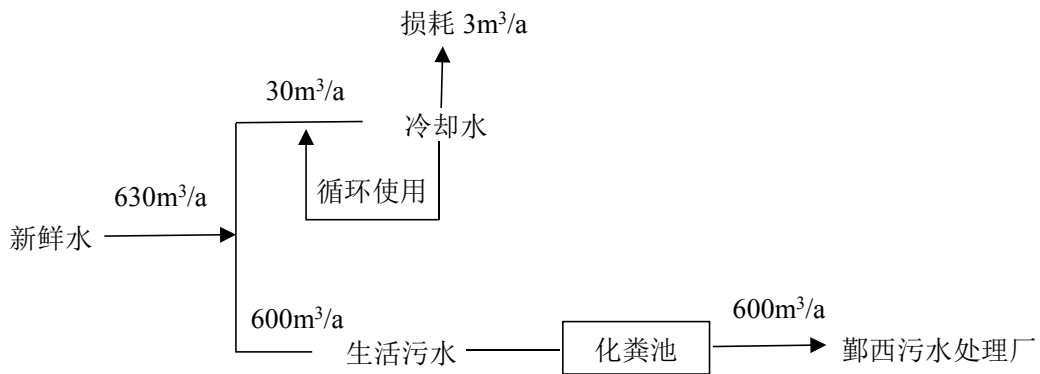 损耗 3m³/a
30m³/a
冷却水
循环使用
630m³/a
新鲜水
600m³/a
生活污水
化粪池
600m³/a
鄞西污水处理厂